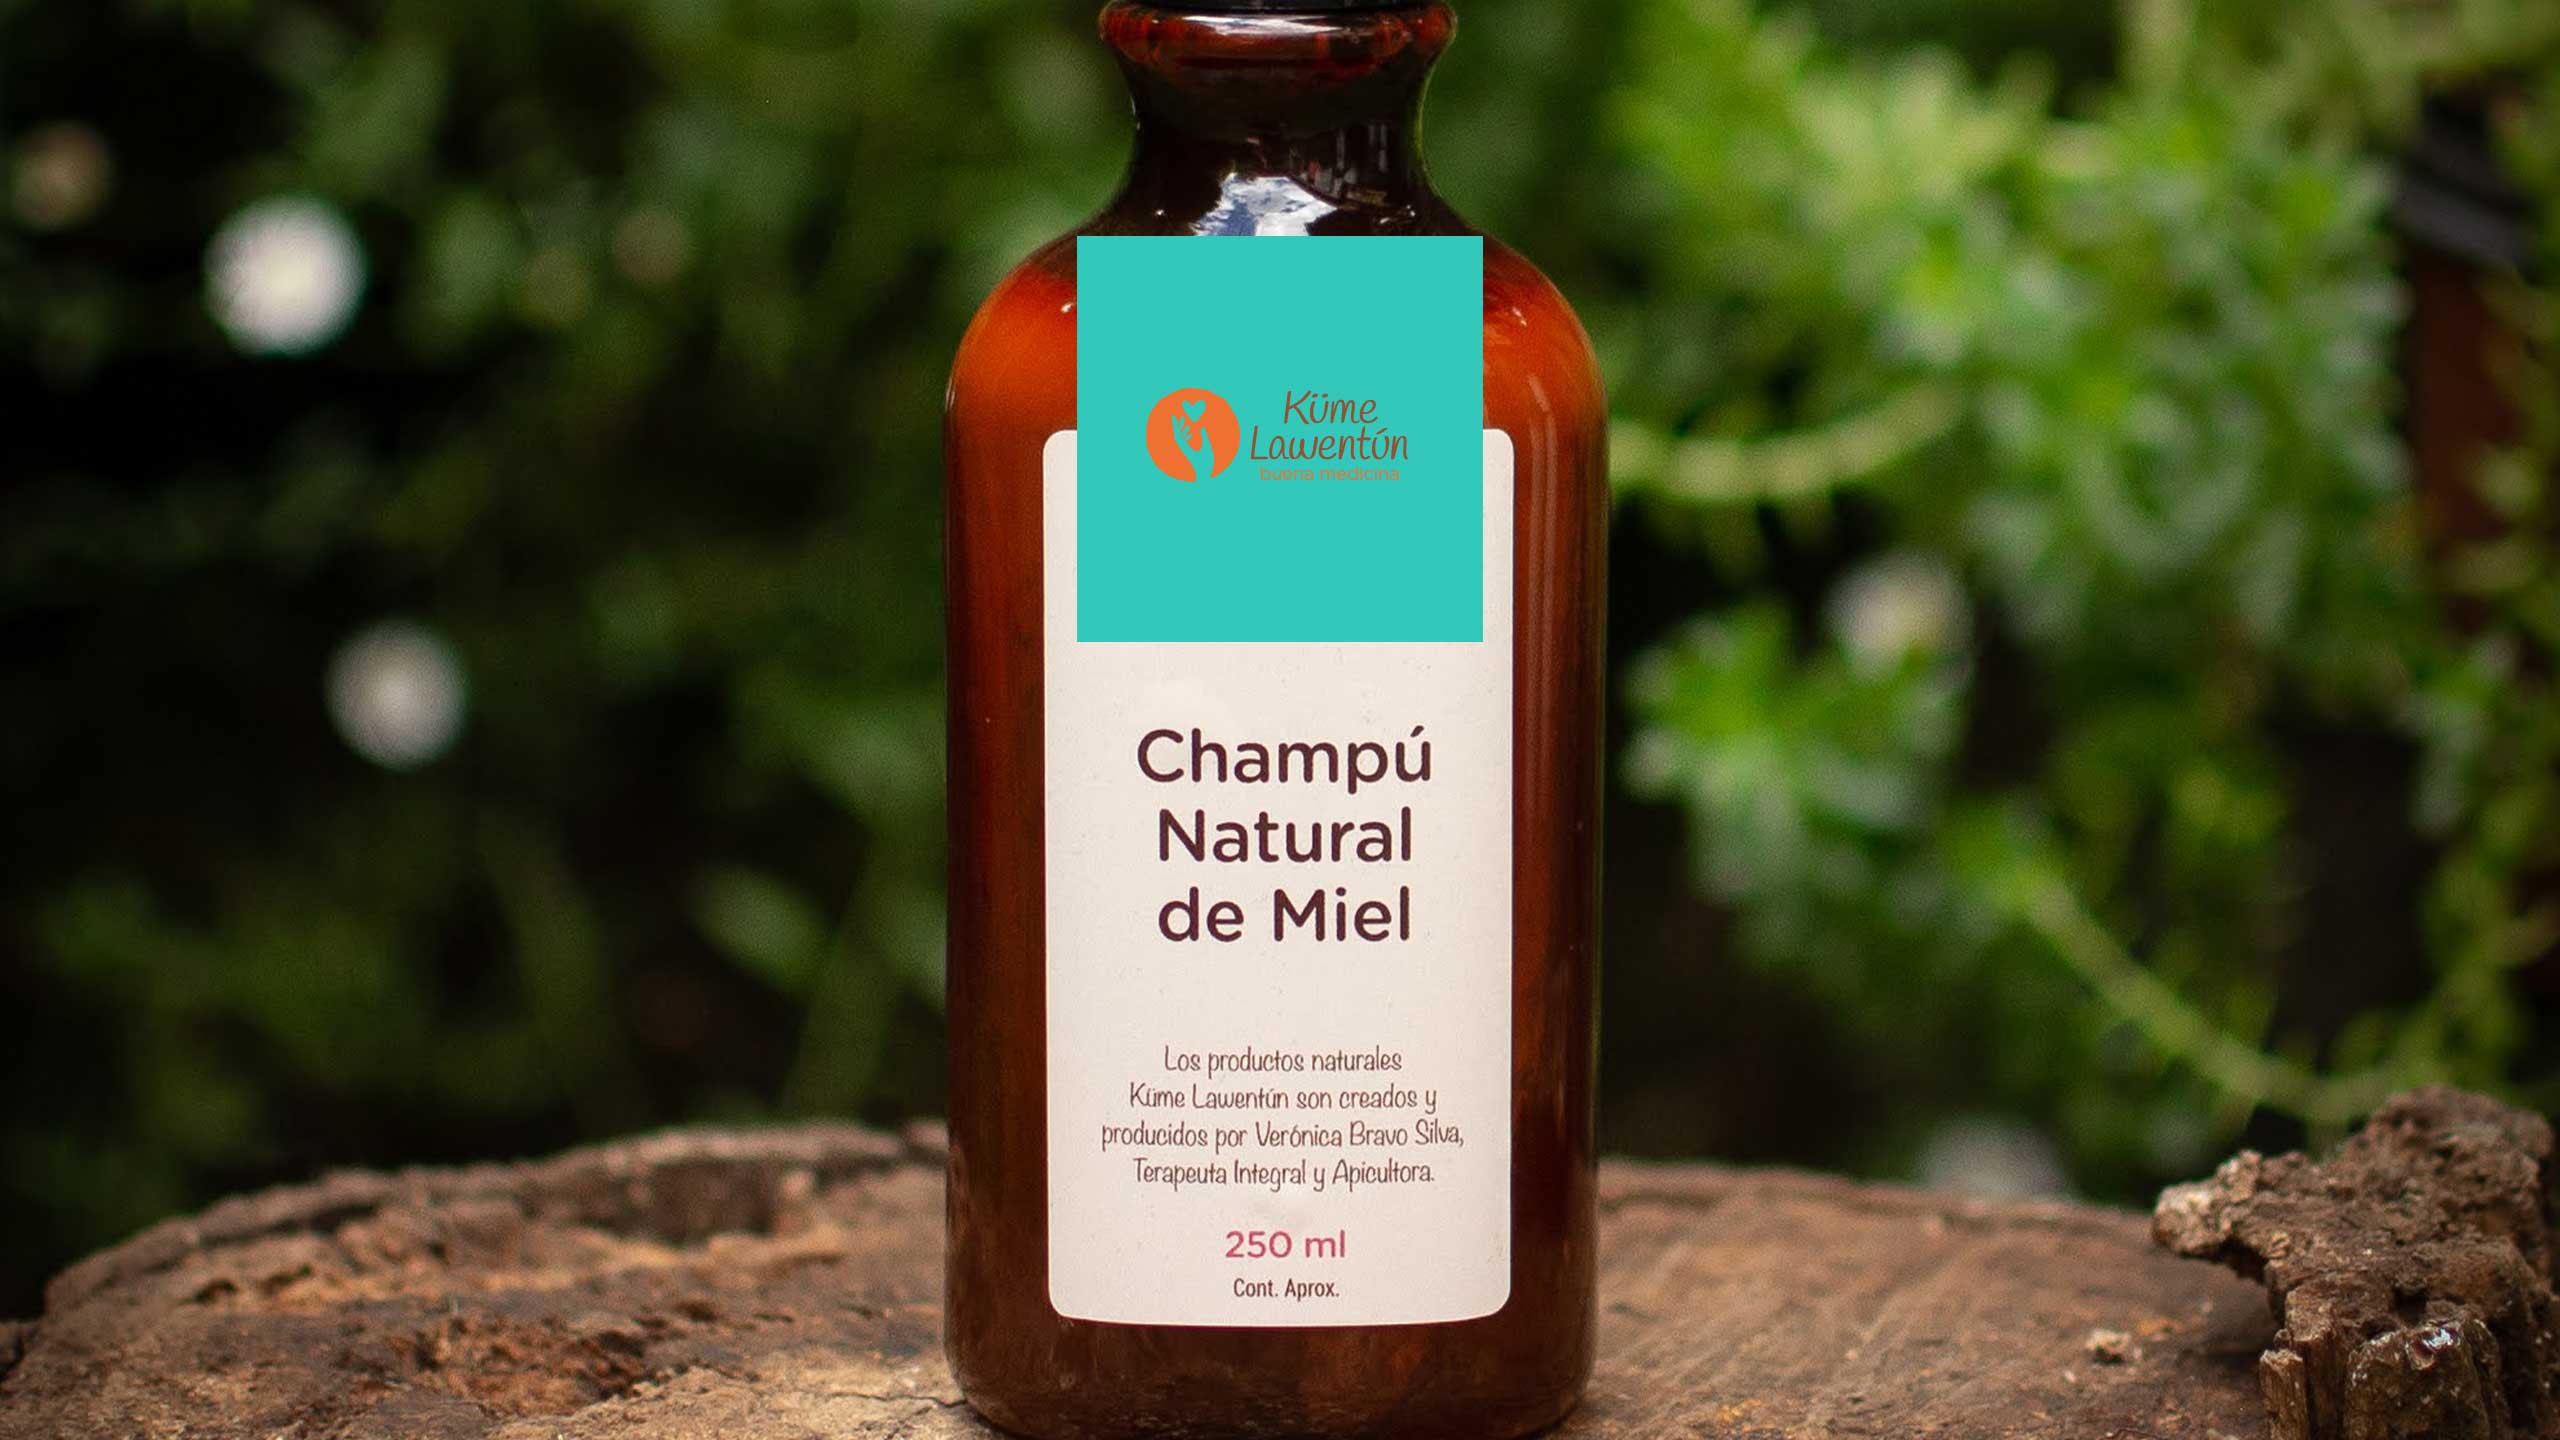 Küme
Lawentún
buena medicina
Champú
Natural
de Miel
Los productos naturales
Küme Lawentún son creados y
producidos por Verónica Bravo Silva,
Terapeuta Integral y Apicultora.
250 ml
Cont. Aprox.